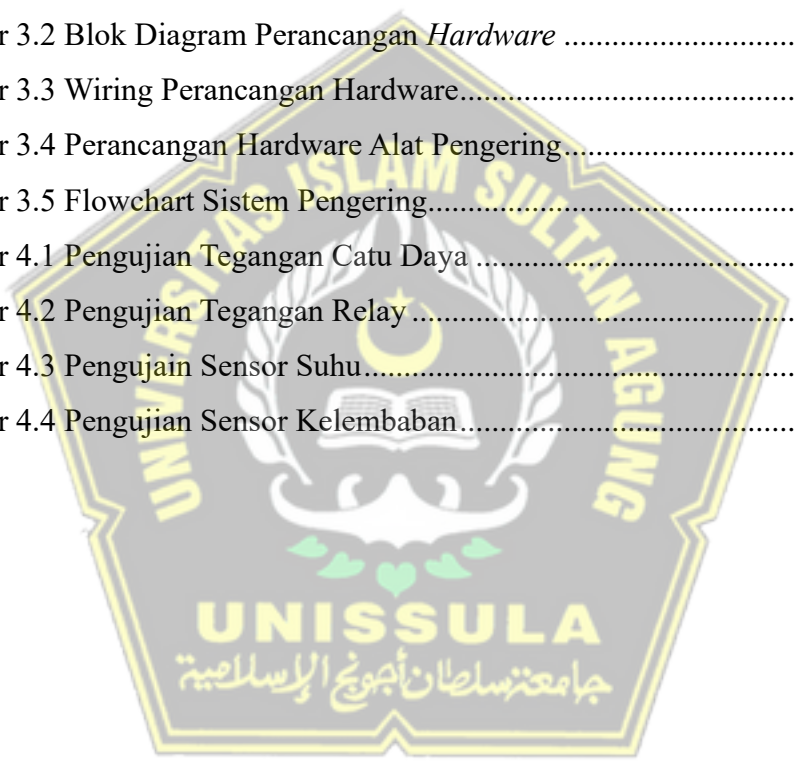 r 3.2 Blok Diagram Perancangan Hardware ............................
r 3.3 Wiring Perancangan Hardware.........................................
r 3.4 Perancangan Hardware Alat Pengering............................
r 3.5 Flowchart Sistem Pengering.............................................
r 4.1 Pengujian Tegangan Catu Daya .......................................
r 4.2 Pengujian Tegangan Relay ...............................................
r 4.3 Pengujain Sensor Suhu.....................................................
r 4.4 Pengujian Sensor Kelembaban.........................................
UNIVERSITAS ISLAM SULTAN AGUNG
UNISSULA
جامعة سلطان أجونج الإسلامية